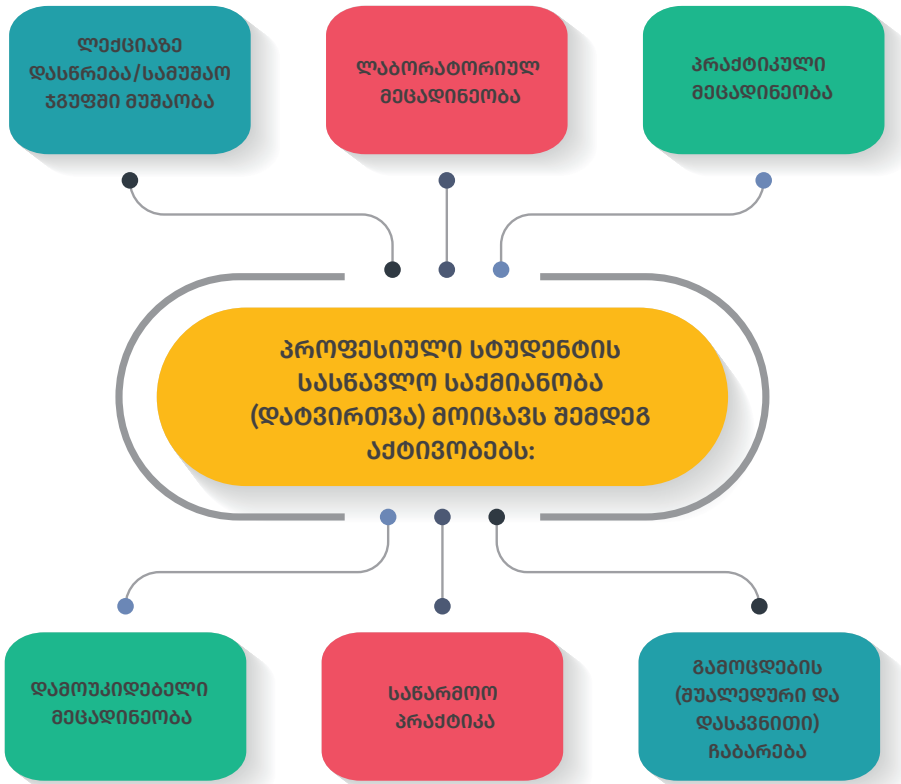 ლექციაზე
დასწრება/სამუშაო
ჯგუფში მუშაობა
ლაბორატორიულ
მეცადინეობა
პრაქტიკული
მეცადინეობა
პროფესიული სტუდენტის
სასწავლო საქმიანობა
(დატვირთვა) მოიცავს შემდეგ
აქტივობებს:
დამოუკიდებელი
მეცადინეობა
საწარმოო
პრაქტიკა
გამოცდების
(შუალედური და
დასკვნითი)
ჩაბარება